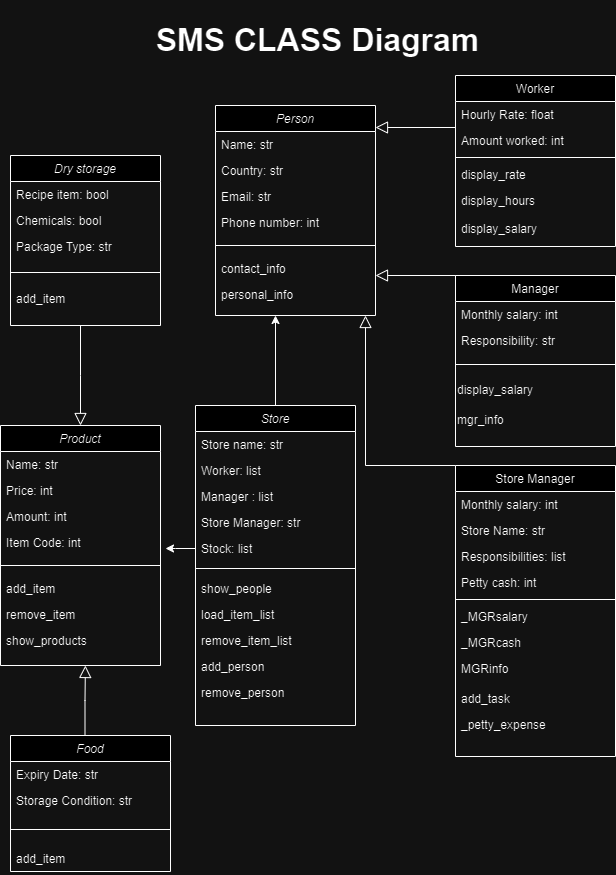 SMS CLASS Diagram
Worker
Hourly Rate: float
Amount worked: int
display_rate
display_hours
display_salary
Person
Name: str
Country: str
Email: str
Phone number: int
contact_info
personal_info
Dry storage
Recipe item: bool
Chemicals: bool
Package Type: str
add_item
Manager
Monthly salary: int
Responsibility: str
display_salary
mgr_info
Product
Name: str
Price: int
Amount: int
Item Code: int
add_item
remove_item
show_products
Store
Store name: str
Worker: list
Manager : list
Store Manager: str
Stock: list
show_people
load_item_list
remove_item_list
add_person
remove_person
Store Manager
Monthly salary: int
Store Name: str
Responsibilities: list
Petty cash: int
_MGRsalary
_MGRcash
MGRinfo
add_task
_petty_expense
Food
Expiry Date: str
Storage Condition: str
add_item